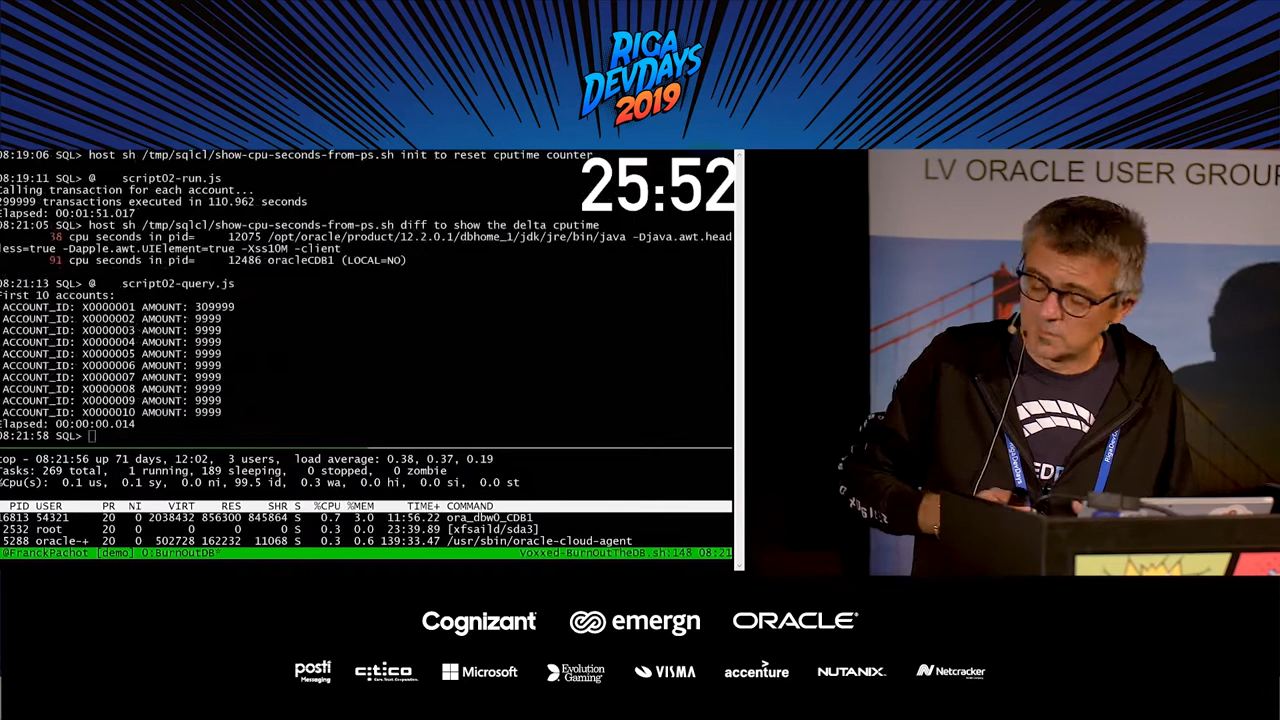 RIGA
DEVDAYS
2019
08:19:06 SQL> host sh /tmp/sqlcl/show-cpu-seconds-from-ps.sh init to reset cputime counter
25:52
08:19:11 SQL> @ script02-run.js
Calling transaction for each account...
299999 transactions executed in 110.962 seconds
Elapsed: 00:01:51.017
08:21:05 SQL> host sh /tmp/sqlcl/show-cpu-seconds-from-ps.sh diff to show the delta cputime
38 cpu seconds in pid= 12075 /opt/oracle/product/12.2.0.1/dbhome_1/jdk/jre/bin/java -Djava.awt.head
less=true -Dapple.awt.UIElement=true -Xss10M -client
91 cpu seconds in pid= 12486 oracleCDB1 (LOCAL=NO)
08:21:13 SQL> @ script02-query.js
First 10 accounts:
ACCOUNT_ID: X0000001 AMOUNT: 309999
ACCOUNT_ID: X0000002 AMOUNT: 9999
ACCOUNT_ID: X0000003 AMOUNT: 9999
ACCOUNT_ID: X0000004 AMOUNT: 9999
ACCOUNT_ID: X0000005 AMOUNT: 9999
ACCOUNT_ID: X0000006 AMOUNT: 9999
ACCOUNT_ID: X0000007 AMOUNT: 9999
ACCOUNT_ID: X0000008 AMOUNT: 9999
ACCOUNT_ID: X0000009 AMOUNT: 9999
ACCOUNT_ID: X0000010 AMOUNT: 9999
Elapsed: 00:00:00.014
08:21:58 SQL>
top - 08:21:56 up 71 days, 12:02, 3 users, load average: 0.38, 0.37, 0.19
Tasks: 269 total, 1 running, 189 sleeping, 0 stopped, 0 zombie
%Cpu(s): 0.1 us, 0.1 sy, 0.0 ni, 99.5 id, 0.3 wa, 0.0 hi, 0.0 si, 0.0 st
PID USER PR NI VIRT RES SHR S %CPU %MEM TIME+ COMMAND
16813 54321 20 0 2038432 856300 845864 S 0.7 3.0 11:56.22 ora_dbw0_CDB1
2532 root 20 0 0 0 0 S 0.3 0.0 23:39.89 [xfsaild/sda3]
5288 oracle-+ 20 0 502728 162232 11068 S 0.3 0.6 139:33.47 /usr/sbin/oracle-cloud-agent
@FranckPachot [demo] 0:BurnOutDB* Voxxed-BurnOutTheDB.sh:148 08:21
LV ORACLE USER GROUP
Cognizant emergn ORACLE
posti Messaging citco Microsoft Evolution Gaming VISMA accenture NUTANIX Netcracker